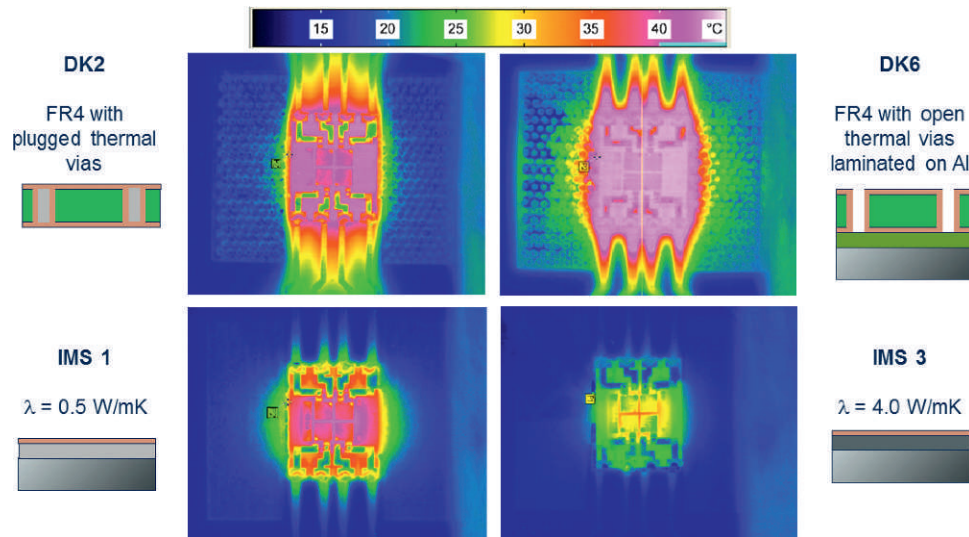 15 20 25 30 35 40 °C
DK2
FR4 with
plugged thermal
vias
DK6
FR4 with open
thermal vias
laminated on Al
IMS 1
λ = 0.5 W/mK
IMS 3
λ = 4.0 W/mK